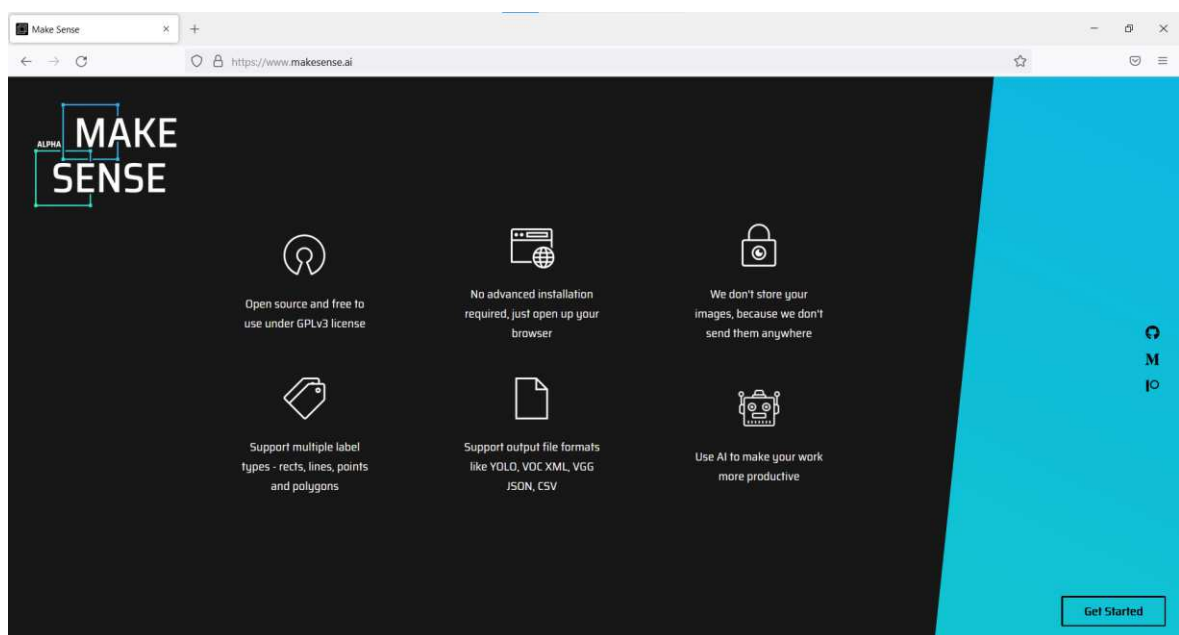 Make Sense
https://www.makesense.ai
ALPHA
MAKE
SENSE
Open source and free to
use under GPLv3 license
No advanced installation
required, just open up your
browser
We don't store your
images, because we don't
send them anywhere
Support multiple label
types - rects, lines, points
and polygons
Support output file formats
like YOLO, VOC XML, VGG
JSON, CSV
Use AI to make your work
more productive
M
Get Started